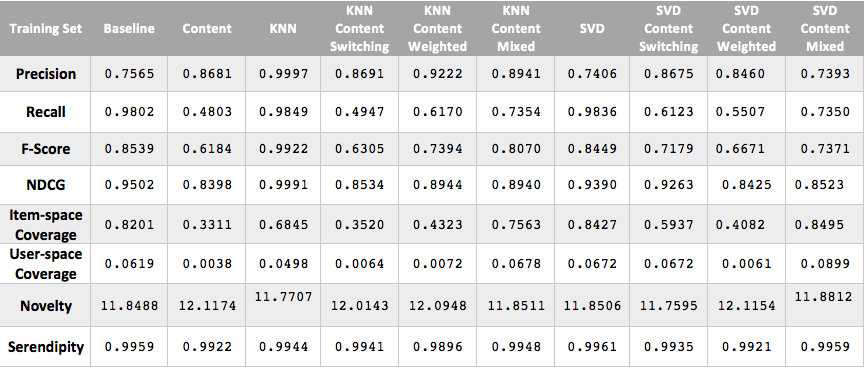 Training Set Baseline Content KNN KNN Content Switching KNN Content Weighted KNN Content Mixed SVD SVD Content Switching SVD Content Weighted SVD Content Mixed
Precision 0.7565 0.8681 0.9997 0.8691 0.9222 0.8941 0.7406 0.8675 0.8460 0.7393
Recall 0.9802 0.4803 0.9849 0.4947 0.6170 0.7354 0.9836 0.6123 0.5507 0.7350
F-Score 0.8539 0.6184 0.9922 0.6305 0.7394 0.8070 0.8449 0.7179 0.6671 0.7371
NDCG 0.9502 0.8398 0.9991 0.8534 0.8944 0.8940 0.9390 0.9263 0.8425 0.8523
Item-space Coverage 0.8201 0.3311 0.6845 0.3520 0.4323 0.7563 0.8427 0.5937 0.4082 0.8495
User-space Coverage 0.0619 0.0038 0.0498 0.0064 0.0072 0.0678 0.0672 0.0672 0.0061 0.0899
Novelty 11.8488 12.1174 11.7707 12.0143 12.0948 11.8511 11.8506 11.7595 12.1154 11.8812
Serendipity 0.9959 0.9922 0.9944 0.9941 0.9896 0.9948 0.9961 0.9935 0.9921 0.9959